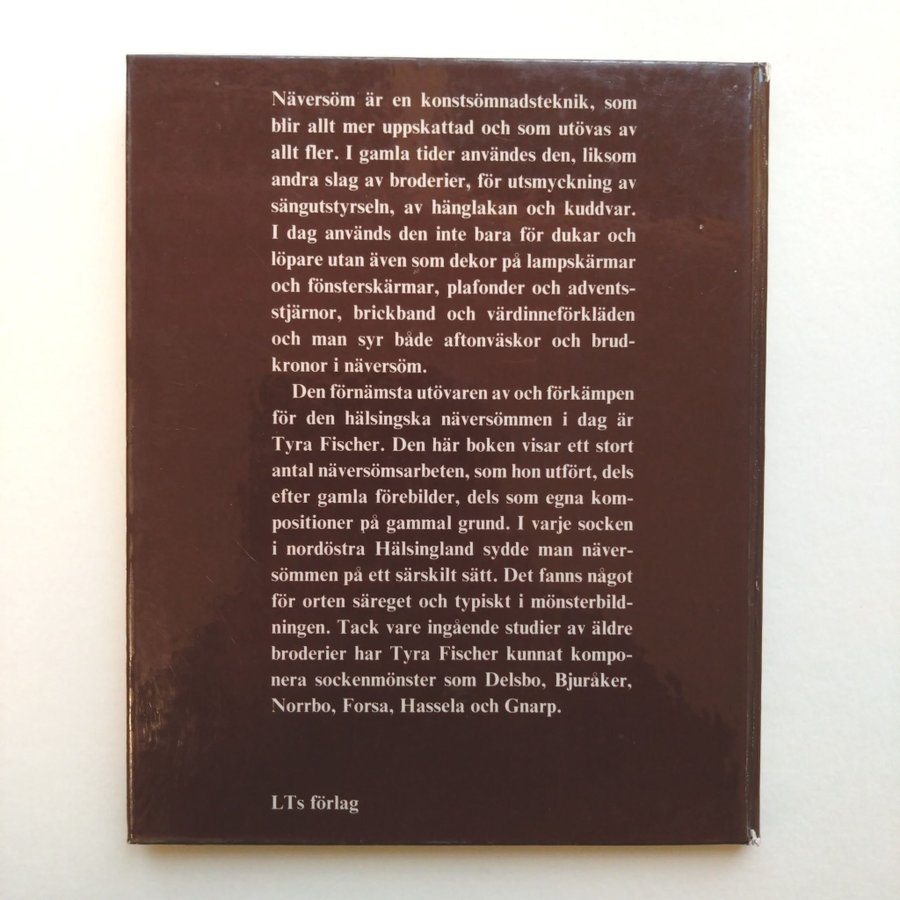 Näversöm är en konstsömnadsteknik, som
blir allt mer uppskattad och som utövas av
allt fler. I gamla tider användes den, liksom
andra slag av broderier, för utsmyckning av
sängutstyrseln, av hänglakan och kuddvar.
I dag används den inte bara för dukar och
löpare utan även som dekor på lampskärmar
och fönsterskärmar, plafonder och advents-
stjärnor, brickband och värdinneförkläden
och man syr både aftonväskor och brud-
kronor i näversöm.
Den förnämsta utövaren av och förkämpen
för den hälsingska näversömmen i dag är
Tyra Fischer. Den här boken visar ett stort
antal näversömsarbeten, som hon utfört, dels
efter gamla förebilder, dels som egna kom-
positioner på gammal grund. I varje socken
i nordöstra Hälsingland sydde man näver-
sömmen på ett särskilt sätt. Det fanns något
för orten säreget och typiskt i mönsterbild-
ningen. Tack vare ingående studier av äldre
broderier har Tyra Fischer kunnat kompo-
nera sockenmönster som Delsbo, Bjuråker,
Norrbo, Forsa, Hassela och Gnarp.
LTs förlag